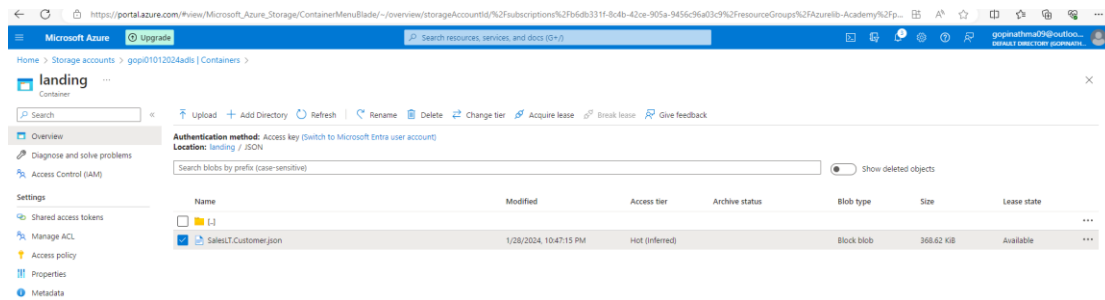 https://portal.azure.com/#view/Microsoft_Azure_Storage/ContainerMenuBlade/~/overview/storageAccountId/%2Fsubscriptions%2Fb6db331f-8c4b-42ce-905a-9456c96a03c9%2FresourceGroups%2FAzurelib-Academy%2Fp...
Microsoft Azure
Upgrade
Search resources, services, and docs (G+/)
gopinathma09@outloo...
DEFAULT DIRECTORY (GOPINATH...
Home > Storage accounts > gopi01012024adls | Containers >
landing ...
Container
Search
Upload Add Directory Refresh Rename Delete Change tier Acquire lease Break lease Give feedback
Overview
Diagnose and solve problems
Access Control (IAM)
Settings
Shared access tokens
Manage ACL
Access policy
Properties
Metadata
Authentication method: Access key (Switch to Microsoft Entra user account)
Location: landing / JSON
Search blobs by prefix (case-sensitive)
Show deleted objects
Name Modified Access tier Archive status Blob type Size Lease state
[..]
SalesLT.Customer.json 1/28/2024, 10:47:15 PM Hot (Inferred) Block blob 368.62 KiB Available